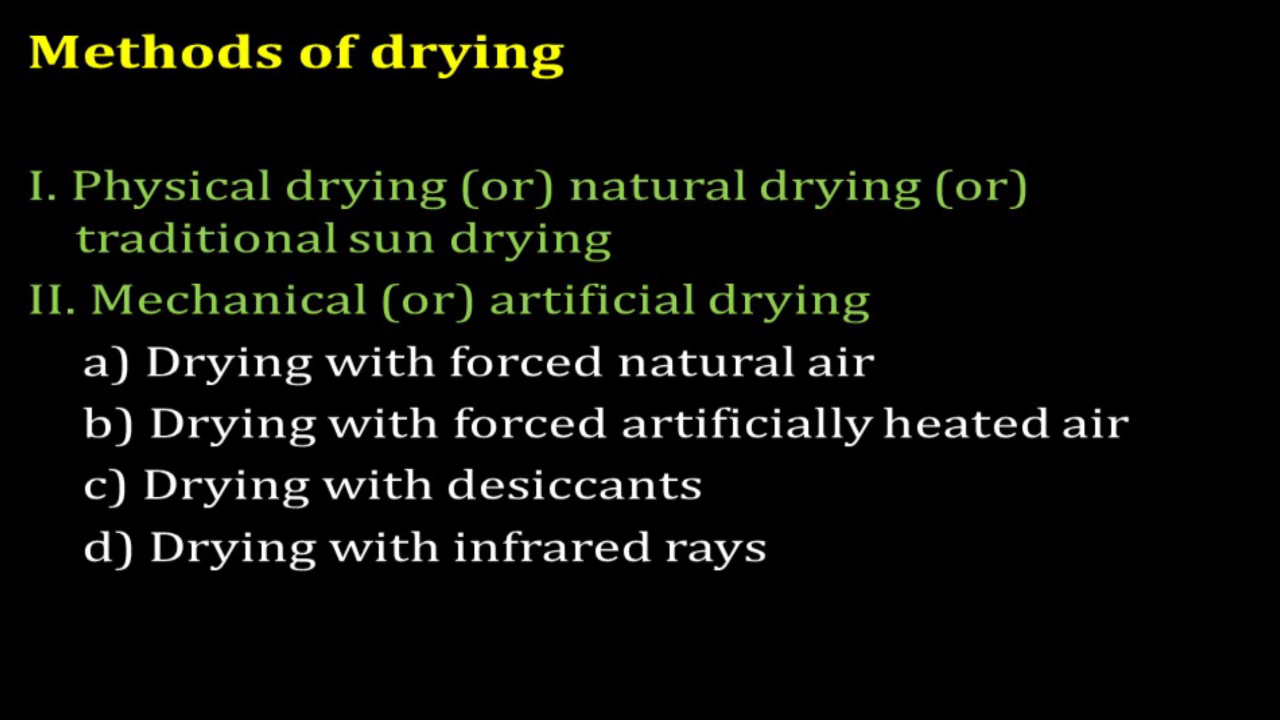 Methods of drying
I. Physical drying (or) natural drying (or)
traditional sun drying
II. Mechanical (or) artificial drying
a) Drying with forced natural air
b) Drying with forced artificially heated air
c) Drying with desiccants
d) Drying with infrared rays